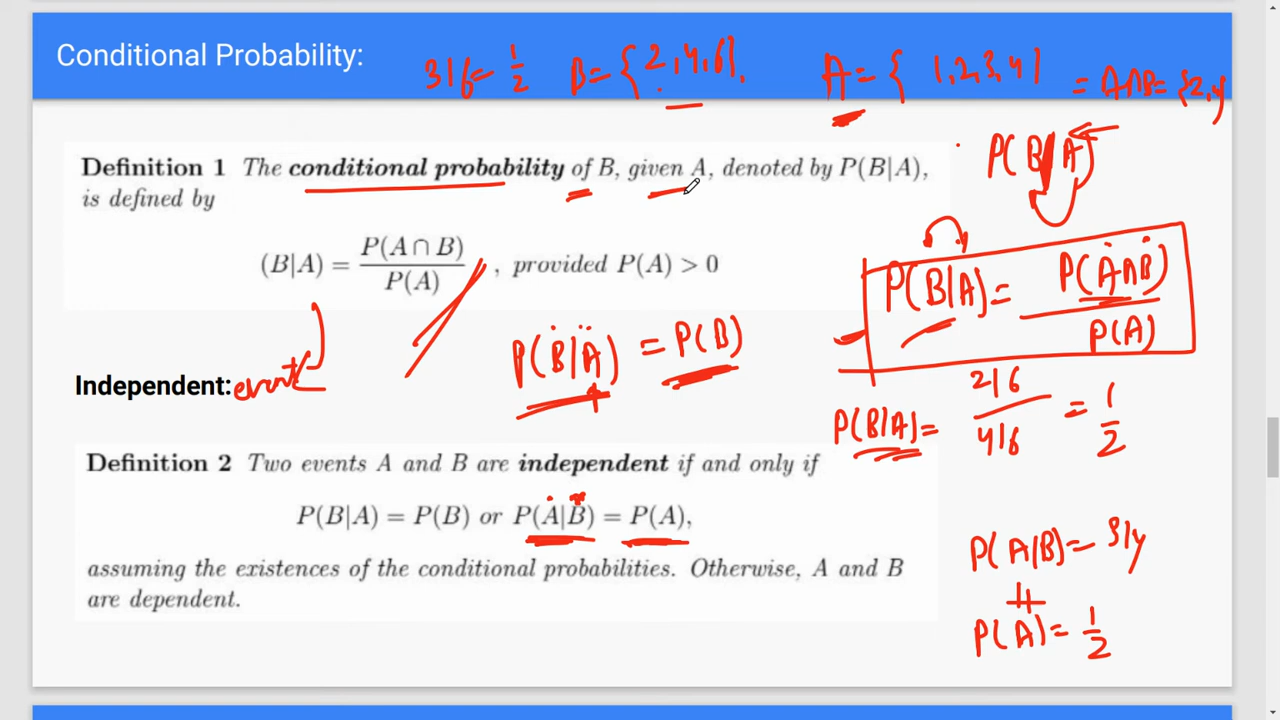 Conditional Probability:
3/6= 1/2 B={2,4,6}, A={1,2,3,4} = A∩B={2,4}
P(B|A)
Definition 1 The conditional probability of B, given A, denoted by P(B|A),
is defined by
(B|A) = P(A∩B)/P(A), provided P(A) > 0
P(B|A)= P(A∩B)/P(A)
P(B|A) = P(B)
Independent: event
P(B|A)= 2/6 / 4/6 = 1/2
Definition 2 Two events A and B are independent if and only if
P(B|A) = P(B) or P(A|B) = P(A),
assuming the existences of the conditional probabilities. Otherwise, A and B
are dependent.
P(A|B)= 3/4
≠
P(A)= 1/2